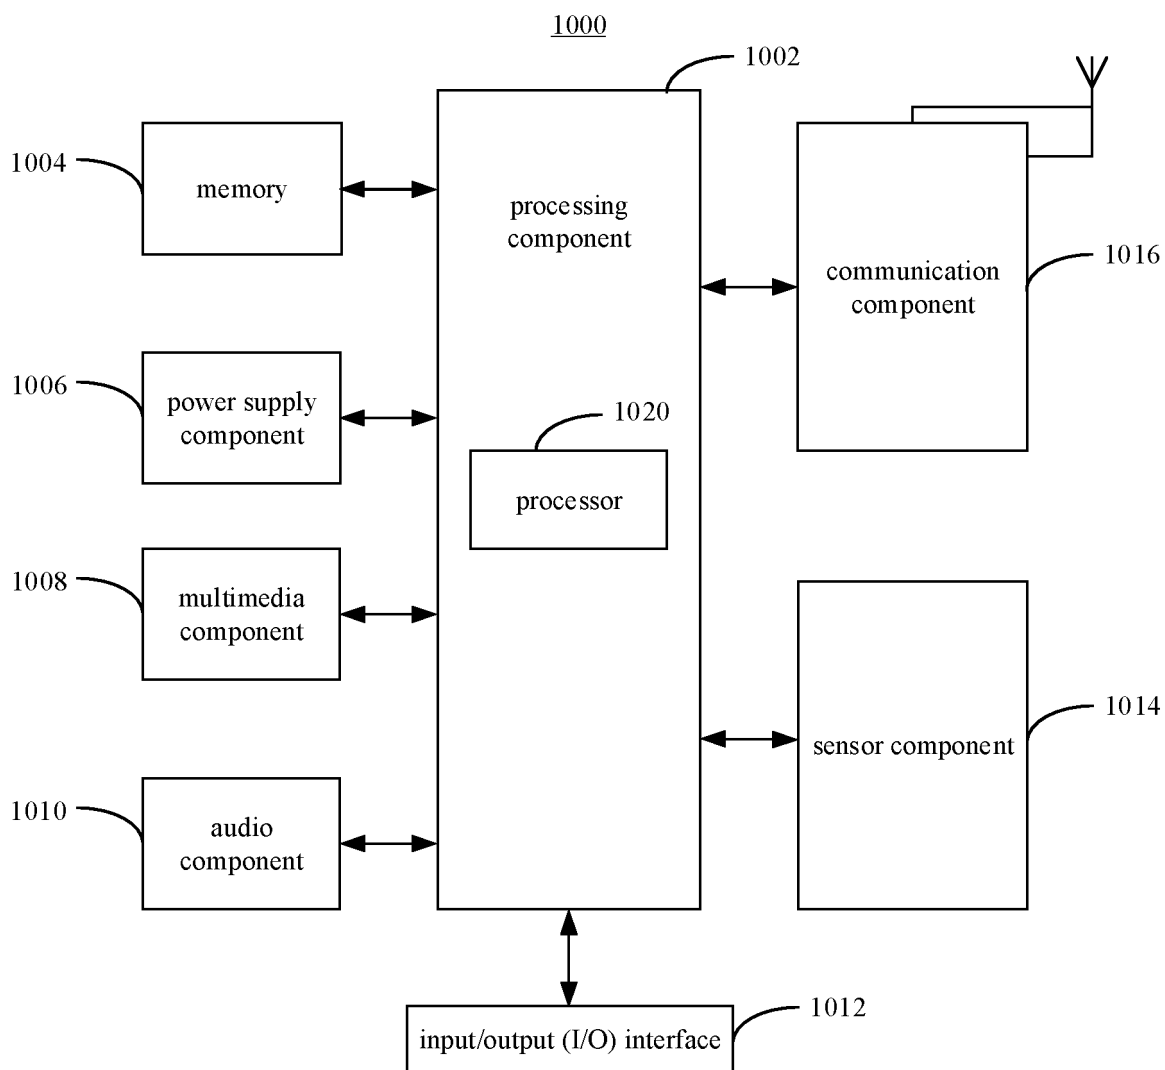 1000
1002
1004
memory
processing
component
communication
component
1016
1006
power supply
component
1020
processor
1008
multimedia
component
1014
sensor component
1010
audio
component
1012
input/output (I/O) interface